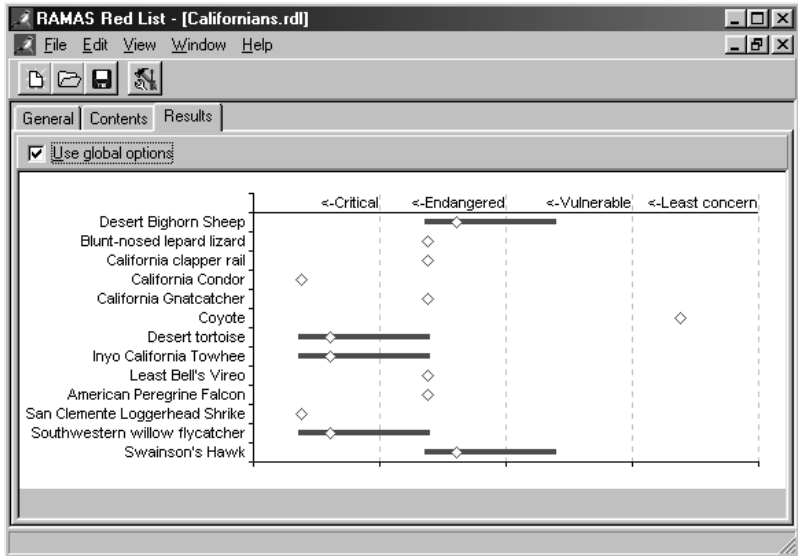 RAMAS Red List - [Californians.rdl]
File Edit View Window Help
General Contents Results
Use global options
<-Critical <-Endangered <-Vulnerable <-Least concern
Desert Bighorn Sheep
Blunt-nosed lepard lizard
California clapper rail
California Condor
California Gnatcatcher
Coyote
Desert tortoise
Inyo California Towhee
Least Bell's Vireo
American Peregrine Falcon
San Clemente Loggerhead Shrike
Southwestern willow flycatcher
Swainson's Hawk